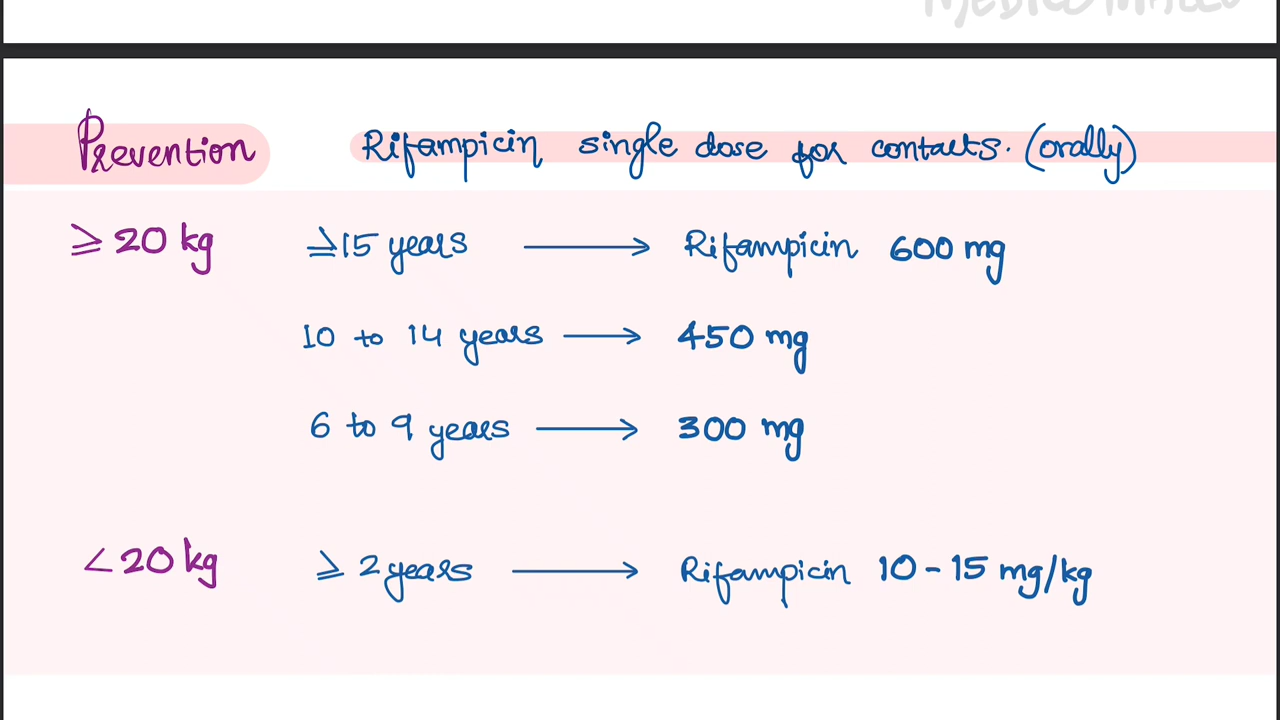 Prevention Rifampicin single dose for contacts. (orally)
≥ 20 kg ≥15 years → Rifampicin 600 mg
10 to 14 years → 450 mg
6 to 9 years → 300 mg
< 20 kg ≥ 2 years → Rifampicin 10 - 15 mg/kg